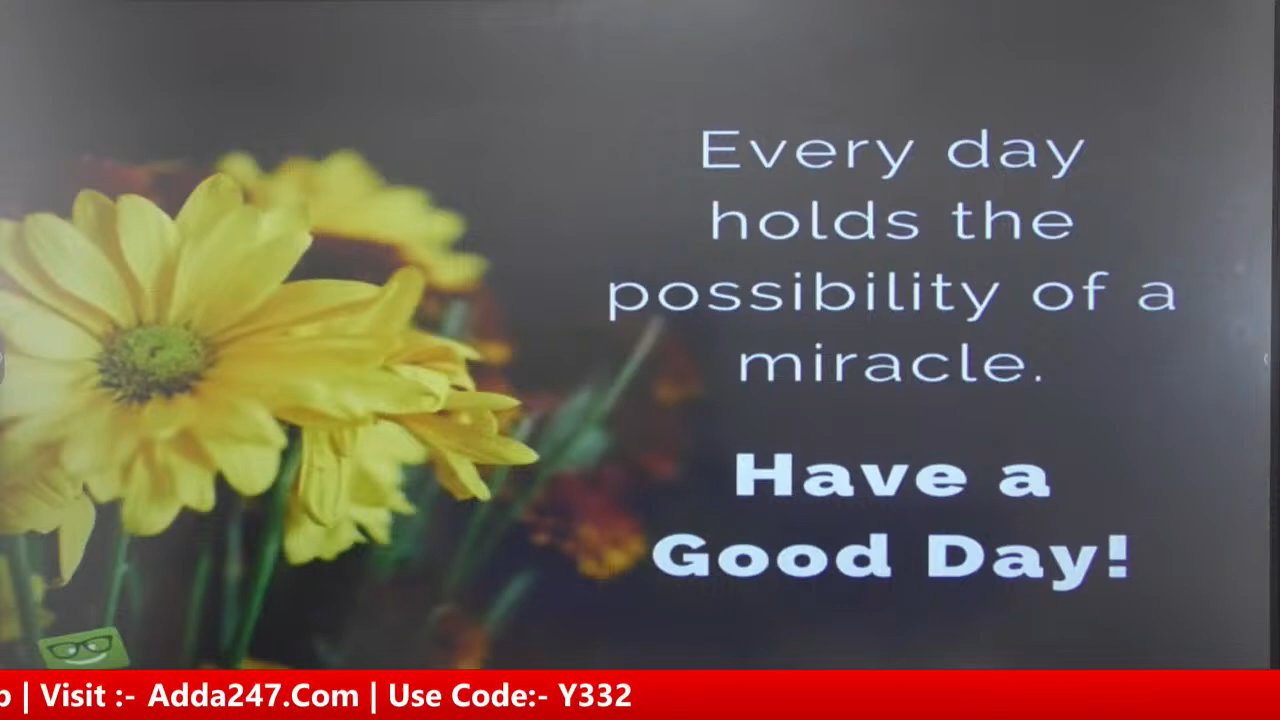 Every day
holds the
possibility of a
miracle.
Have a
Good Day!
| Visit :- Adda247.Com | Use Code:- Y332